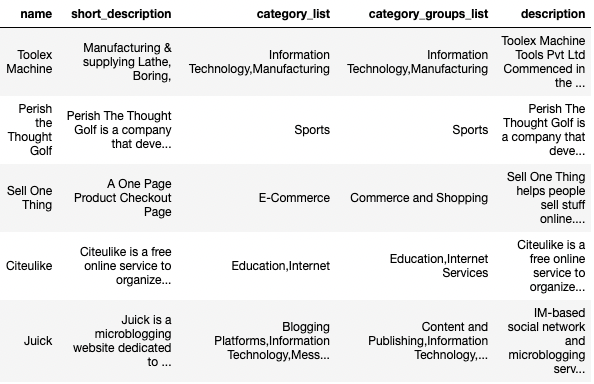 name short_description category_list category_groups_list description
Toolex Machine
Manufacturing & supplying Lathe, Boring,
Information Technology,Manufacturing
Information Technology,Manufacturing
Toolex Machine Tools Pvt Ltd Commenced in the ...
Perish the Thought Golf
Perish The Thought Golf is a company that deve...
Sports
Sports
Perish The Thought Golf is a company that deve...
Sell One Thing
A One Page Product Checkout Page
E-Commerce
Commerce and Shopping
Sell One Thing helps people sell stuff online....
Citeulike
Citeulike is a free online service to organize...
Education,Internet
Education,Internet Services
Citeulike is a free online service to organize...
Juick
Juick is a microblogging website dedicated to ...
Blogging Platforms,Information Technology,Mess...
Content and Publishing,Information Technology,...
IM-based social network and microblogging serv...